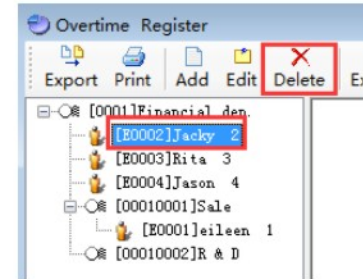 Overtime Register
Export Print Add Edit Delete
[0001]Financial den.
[E0002]Jacky 2
[E0003]Rita 3
[E0004]Jason 4
[00010001]Sale
[E0001]eileen 1
[00010002]R & D